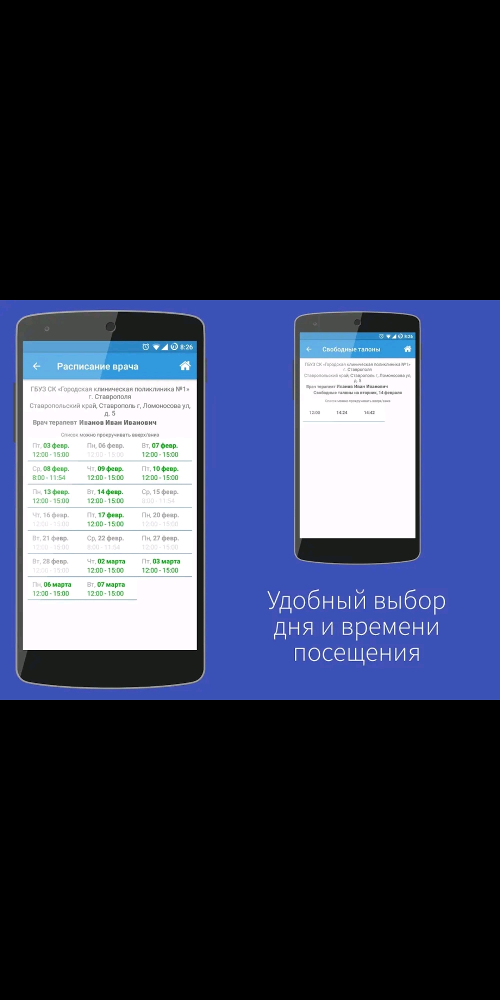 8:26
Расписание врача
ГБУЗ СК «Городская клиническая поликлиника №1»
г. Ставрополя
Ставропольский край, Ставрополь г, Ломоносова ул,
д. 5
Врач терапевт Иванов Иван Иванович
Список можно прокручивать вверх/вниз
Пт, 03 февр. Пн, 06 февр. Вт, 07 февр.
12:00 - 15:00 12:00 - 15:00 12:00 - 15:00
Ср, 08 февр. Чт, 09 февр. Пт, 10 февр.
8:00 - 11:54 12:00 - 15:00 12:00 - 15:00
Пн, 13 февр. Вт, 14 февр. Ср, 15 февр.
12:00 - 15:00 12:00 - 15:00 8:00 - 11:54
Чт, 16 февр. Пт, 17 февр. Пн, 20 февр.
12:00 - 15:00 12:00 - 15:00 12:00 - 15:00
Вт, 21 февр. Ср, 22 февр. Пн, 27 февр.
12:00 - 15:00 8:00 - 11:54 12:00 - 15:00
Вт, 28 февр. Чт, 02 марта Пт, 03 марта
12:00 - 15:00 12:00 - 15:00 12:00 - 15:00
Пн, 06 марта Вт, 07 марта
12:00 - 15:00 12:00 - 15:00
8:26
Свободные талоны
ГБУЗ СК «Городская клиническая поликлиника №1»
г. Ставрополя
Ставропольский край, Ставрополь г, Ломоносова ул,
д. 5
Врач терапевт Иванов Иван Иванович
Свободные талоны на вторник, 14 февраля
Список можно прокручивать вверх/вниз
12:00 14:24 14:42
Удобный выбор
дня и времени
посещения